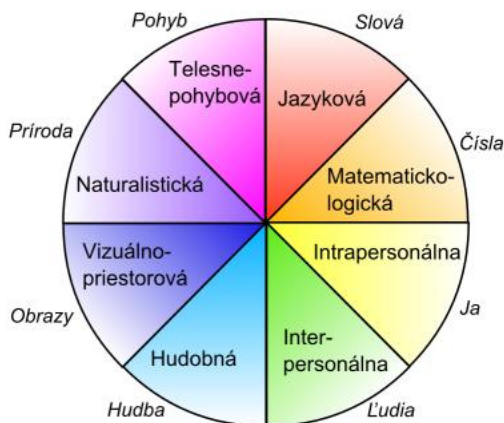 Pohyb
Slová
Telesne-
pohybová
Jazyková
Príroda
Čísla
Naturalistická
Matematicko-
logická
Vizuálno-
priestorová
Intrapersonálna
Obrazy
Ja
Hudobná
Inter-
personálna
Hudba
Ľudia